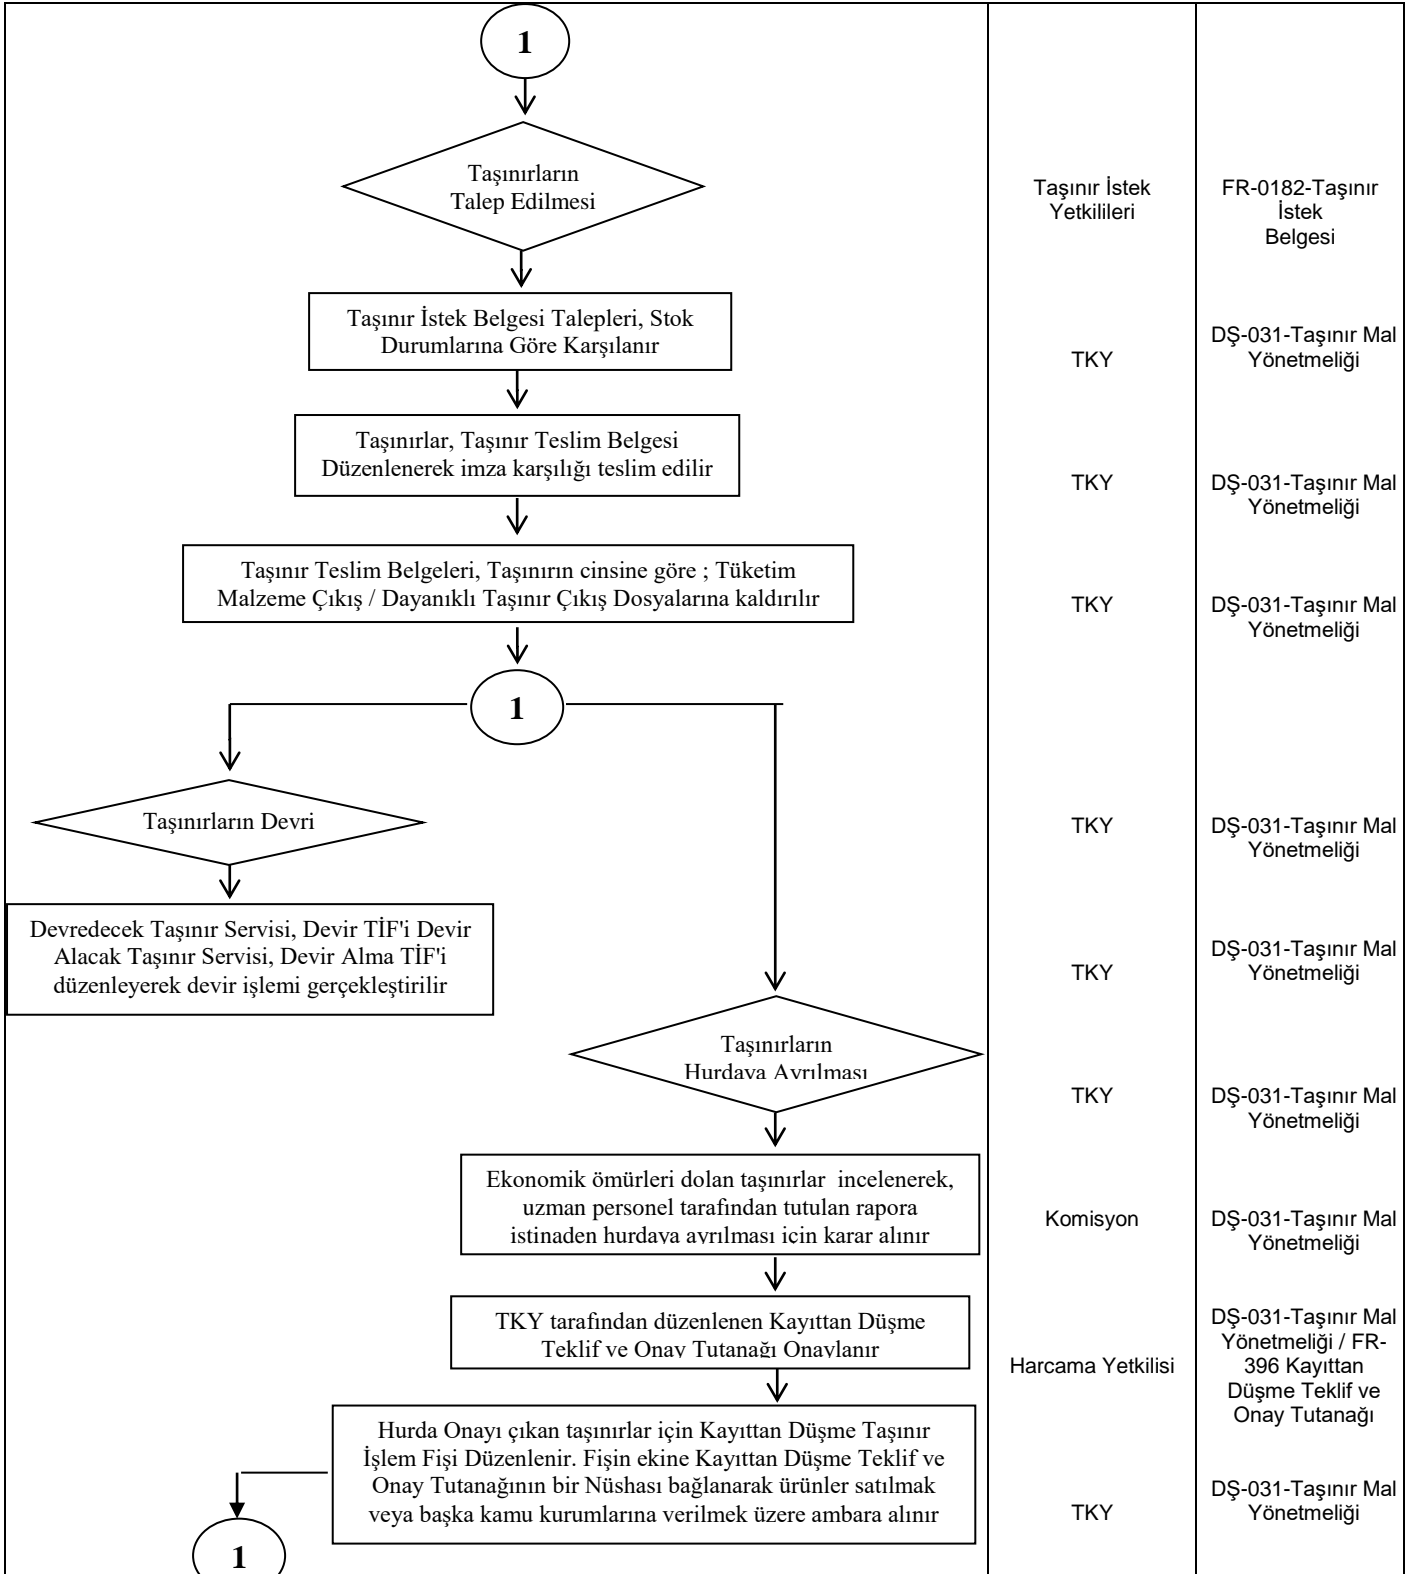 1
Taşınırların
Talep Edilmesi
Taşınır İstek
Yetkilileri
FR-0182-Taşınır
İstek
Belgesi
Taşınır İstek Belgesi Talepleri, Stok
Durumlarına Göre Karşılanır
TKY
DŞ-031-Taşınır Mal
Yönetmeliği
Taşınırlar, Taşınır Teslim Belgesi
Düzenlenerek imza karşılığı teslim edilir
TKY
DŞ-031-Taşınır Mal
Yönetmeliği
Taşınır Teslim Belgeleri, Taşınırın cinsine göre ; Tüketim
Malzeme Çıkış / Dayanıklı Taşınır Çıkış Dosyalarına kaldırılır
TKY
DŞ-031-Taşınır Mal
Yönetmeliği
1
Taşınırların Devri
TKY
DŞ-031-Taşınır Mal
Yönetmeliği
Devredecek Taşınır Servisi, Devir TİF'i Devir
Alacak Taşınır Servisi, Devir Alma TİF'i
düzenleyerek devir işlemi gerçekleştirilir
TKY
DŞ-031-Taşınır Mal
Yönetmeliği
Taşınırların
Hurdaya Ayrılması
TKY
DŞ-031-Taşınır Mal
Yönetmeliği
Ekonomik ömürleri dolan taşınırlar incelenerek,
uzman personel tarafından tutulan rapora
istinaden hurdaya ayrılması için karar alınır
Komisyon
DŞ-031-Taşınır Mal
Yönetmeliği
TKY tarafından düzenlenen Kayıttan Düşme
Teklif ve Onay Tutanağı Onaylanır
Harcama Yetkilisi
DŞ-031-Taşınır Mal
Yönetmeliği / FR-
396 Kayıttan
Düşme Teklif ve
Onay Tutanağı
Hurda Onayı çıkan taşınırlar için Kayıttan Düşme Taşınır
İşlem Fişi Düzenlenir. Fişin ekine Kayıttan Düşme Teklif ve
Onay Tutanağının bir Nüshası bağlanarak ürünler satılmak
veya başka kamu kurumlarına verilmek üzere ambara alınır
TKY
DŞ-031-Taşınır Mal
Yönetmeliği
1